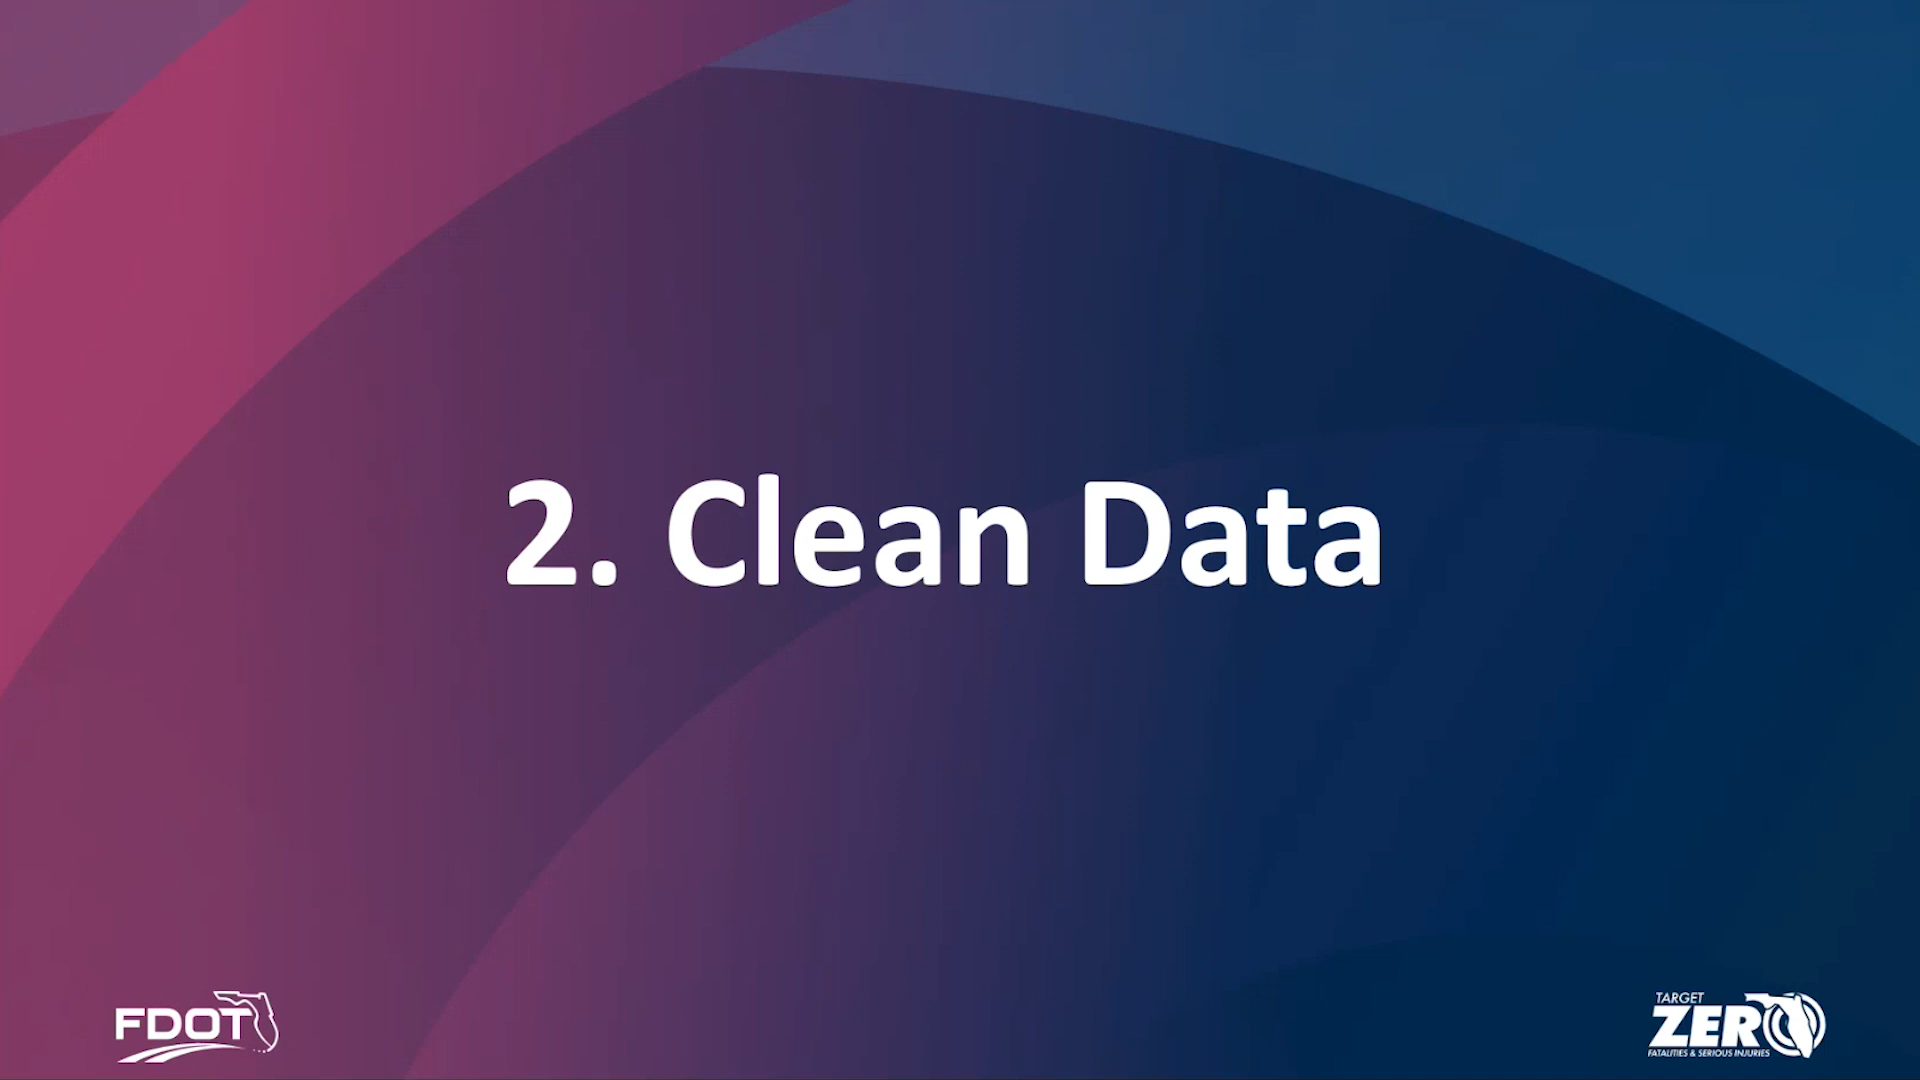 2. Clean Data
FDOT
TARGET
ZERO
FATALITIES & SERIOUS INJURIES